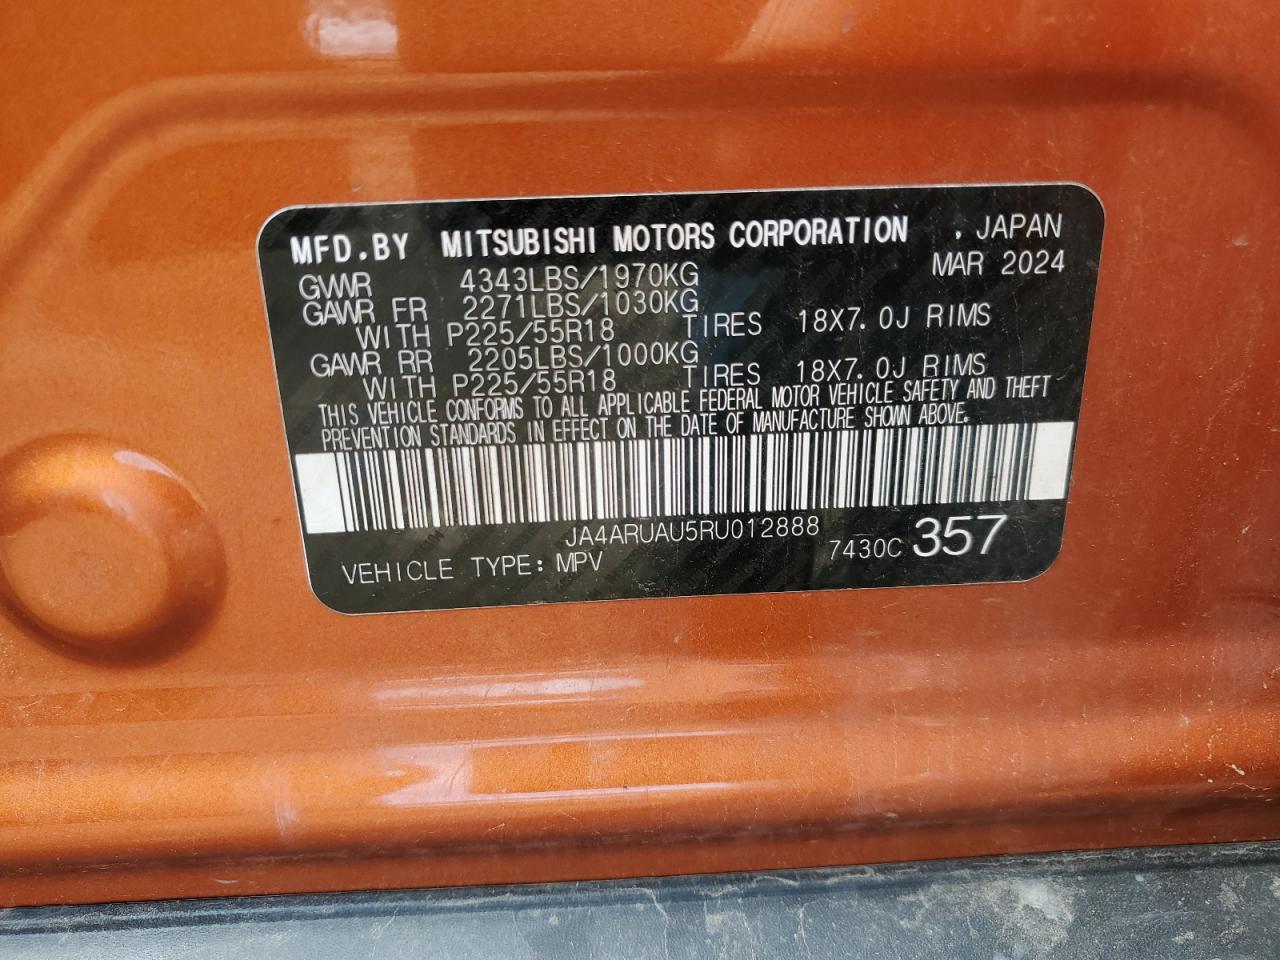 MFD.BY MITSUBISHI MOTORS CORPORATION , JAPAN
MAR 2024
GVWR 4343LBS/1970KG
GAWR FR 2271LBS/1030KG
WITH P225/55R18 TIRES 18X7.0J RIMS
GAWR RR 2205LBS/1000KG
WITH P225/55R18 TIRES 18X7.0J RIMS
THIS VEHICLE CONFORMS TO ALL APPLICABLE FEDERAL MOTOR VEHICLE SAFETY AND THEFT
PREVENTION STANDARDS IN EFFECT ON THE DATE OF MANUFACTURE SHOWN ABOVE.
JA4ARUAU5RU012888
VEHICLE TYPE: MPV 7430C 357